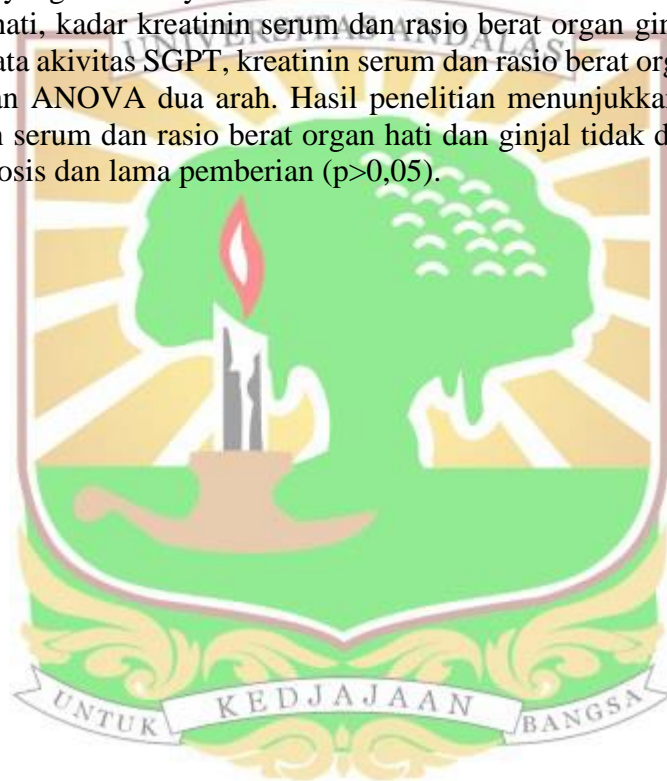 hati, kadar kreatinin serum dan rasio berat organ gin
ata akivitas SGPT, kreatinin serum dan rasio berat org
an ANOVA dua arah. Hasil penelitian menunjukkan
serum dan rasio berat organ hati dan ginjal tidak d
osis dan lama pemberian (p>0,05).
UNIVERSITAS ANDALAS
UNTUK KEDJAJAAN BANGSA